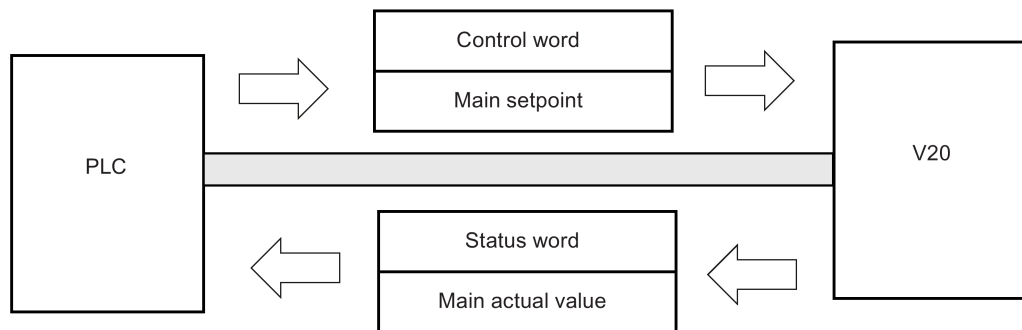 Control word
Main setpoint
PLC
V20
Status word
Main actual value